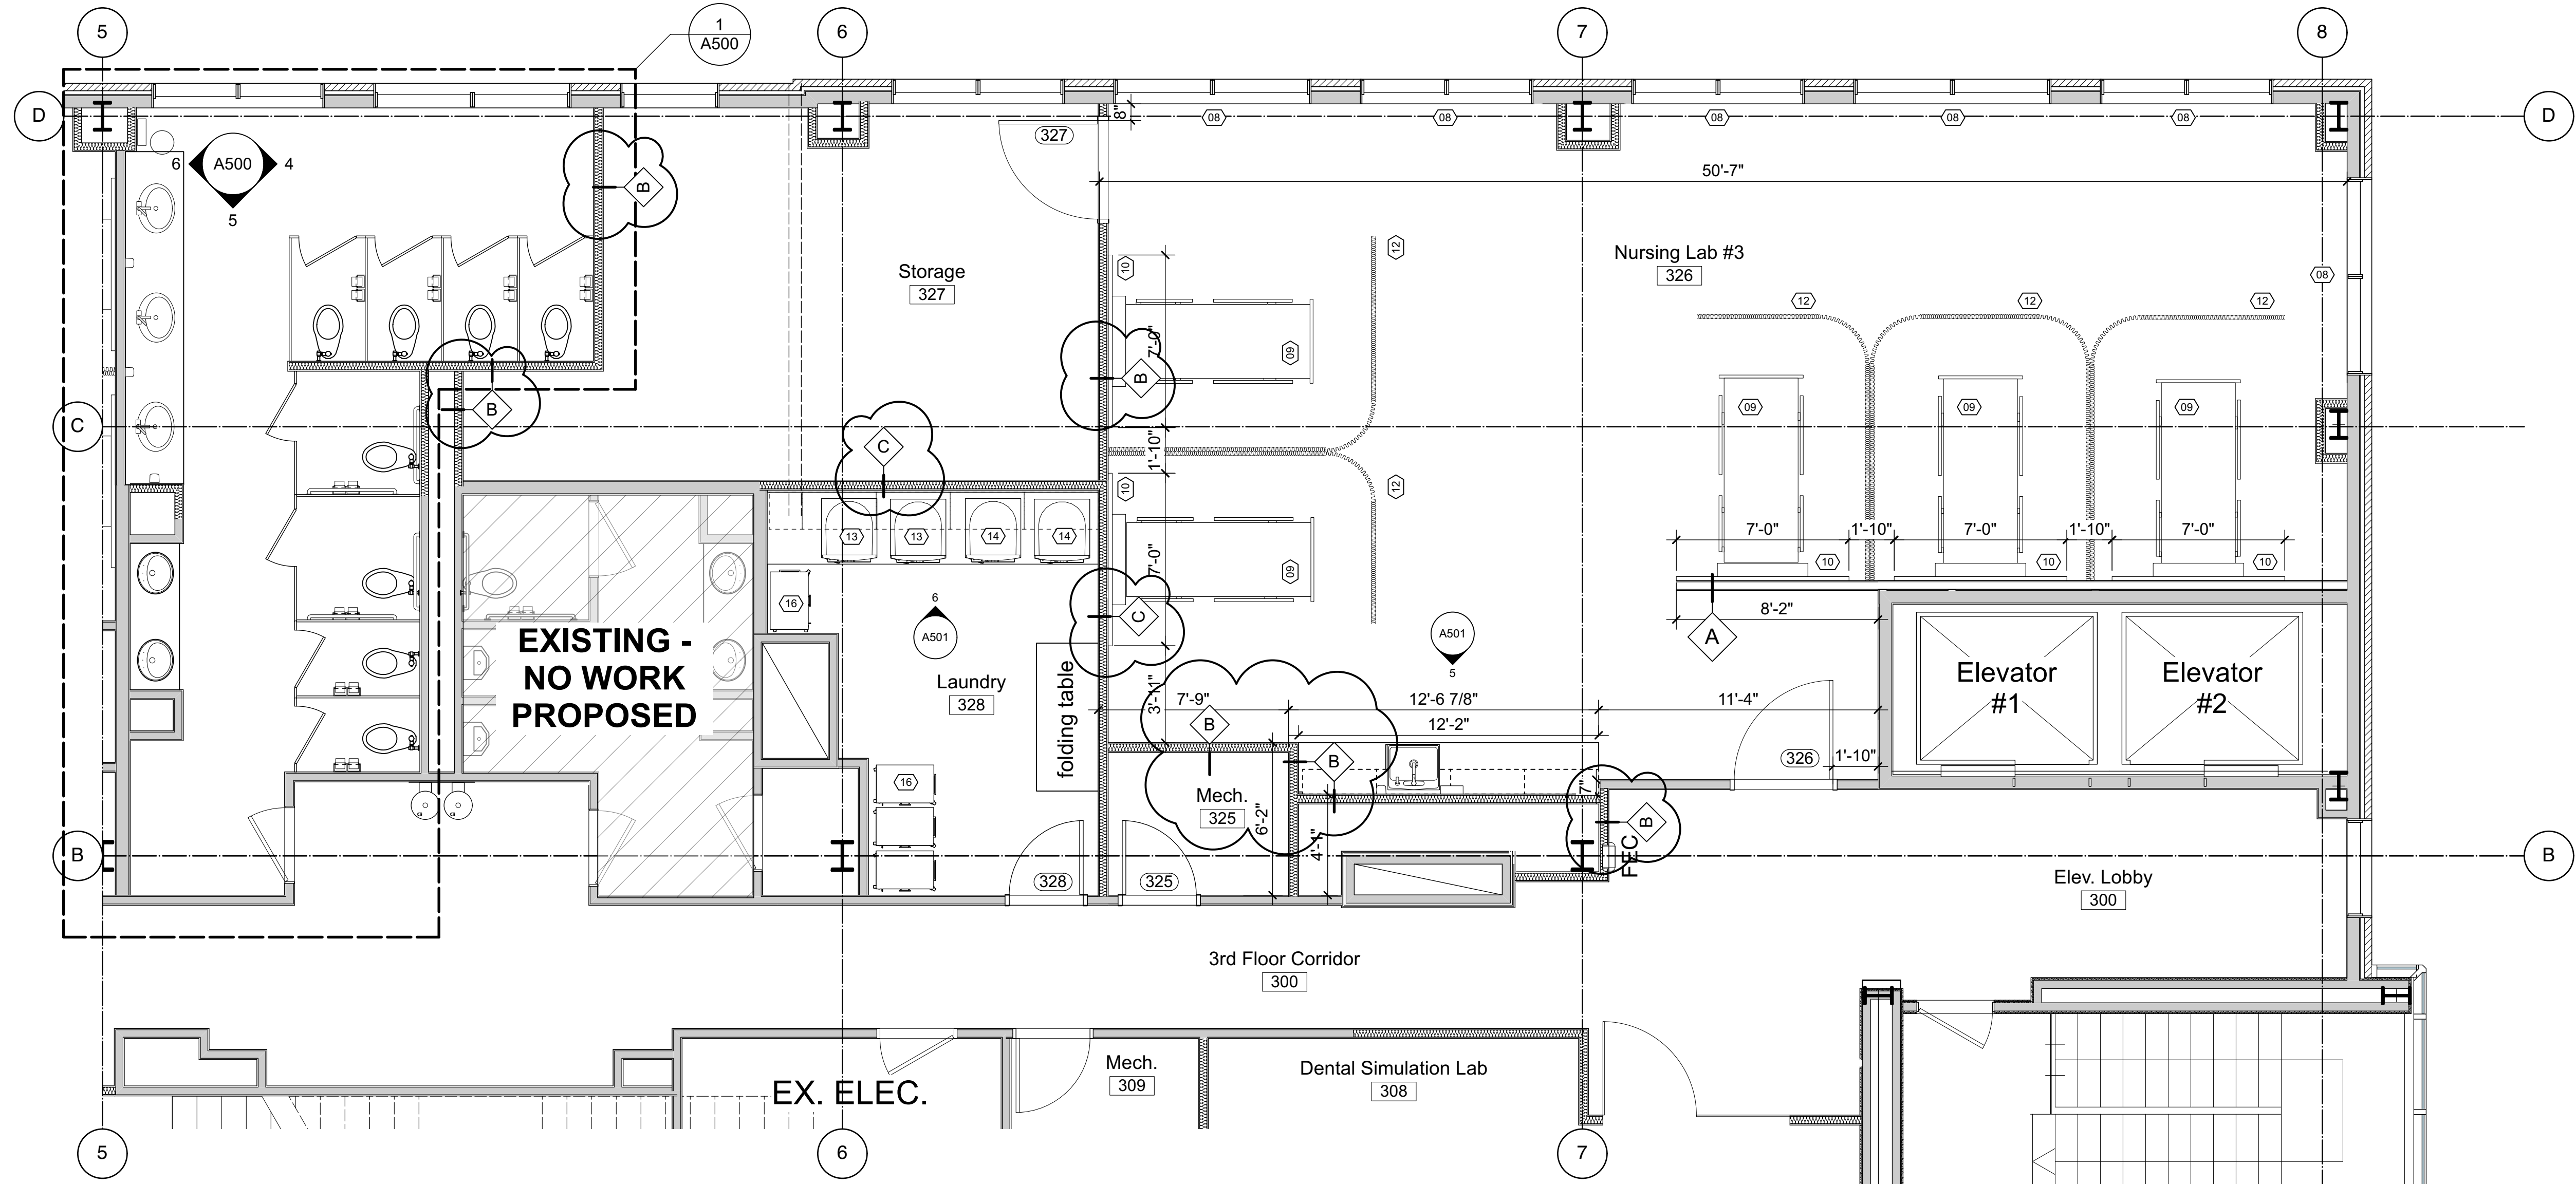 5
1
A500
6
7
8
D
D
8"
08
08
08
08
08
327
6
A500
4
5
B
50'-7"
Storage
327
Nursing Lab #3
326
10
12
08
12
12
12
7'-0"
B
09
B
C
C
1'-10"
09
09
09
10
12
13
13
14
14
7'-0"
1'-10"
7'-0"
1'-10"
7'-0"
7'-0"
09
10
10
10
16
6
A501
C
A501
5
8'-2"
A
EXISTING -
NO WORK
PROPOSED
folding table
Laundry
328
3'-11"
7'-9"
12'-6 7/8"
11'-4"
12'-2"
B
Elevator
#1
Elevator
#2
B
326
1'-10"
16
Mech.
325
6'-2"
7"
4'-1"
B
FEC
B
B
328
325
Elev. Lobby
300
3rd Floor Corridor
300
EX. ELEC.
Mech.
309
Dental Simulation Lab
308
5
6
7